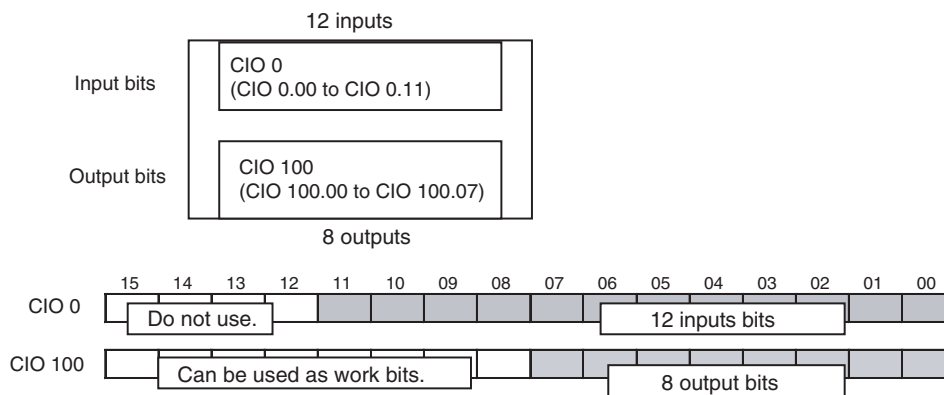 12 inputs
Input bits
CIO 0
(CIO 0.00 to CIO 0.11)
Output bits
CIO 100
(CIO 100.00 to CIO 100.07)
8 outputs
15 14 13 12 11 10 09 08 07 06 05 04 03 02 01 00
CIO 0 Do not use. 12 inputs bits
CIO 100 Can be used as work bits. 8 output bits